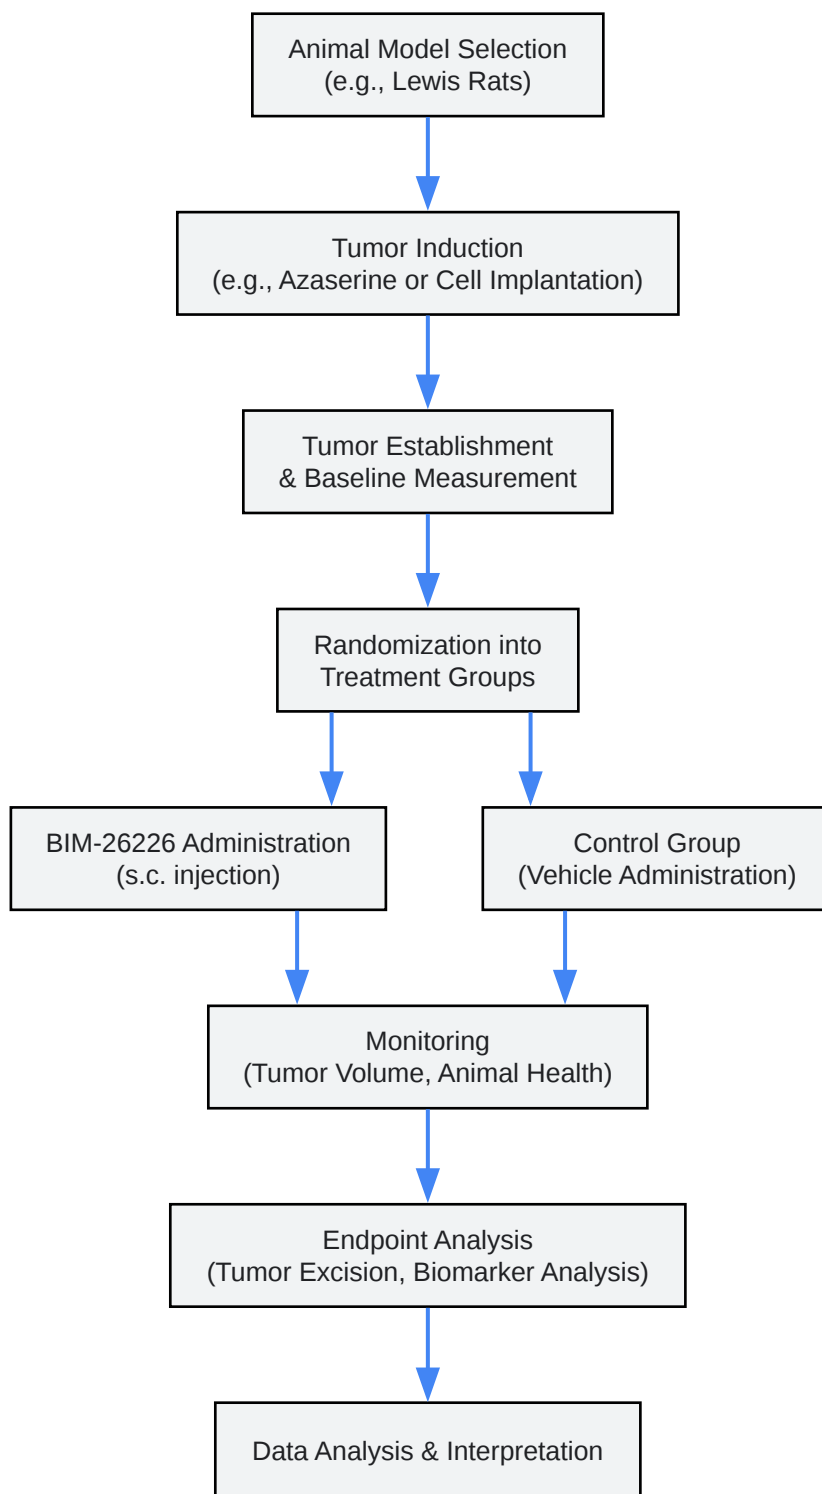 Animal Model Selection
(e.g., Lewis Rats)
Tumor Induction
(e.g., Azaserine or Cell Implantation)
Tumor Establishment
& Baseline Measurement
Randomization into
Treatment Groups
BIM-26226 Administration
(s.c. injection)
Control Group
(Vehicle Administration)
Monitoring
(Tumor Volume, Animal Health)
Endpoint Analysis
(Tumor Excision, Biomarker Analysis)
Data Analysis & Interpretation